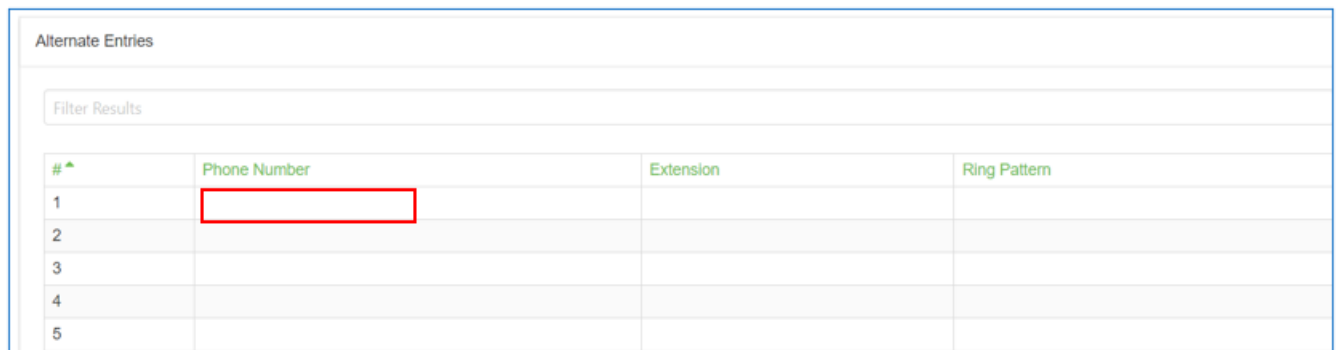 Alternate Entries
Filter Results
# Phone Number Extension Ring Pattern
1
2
3
4
5